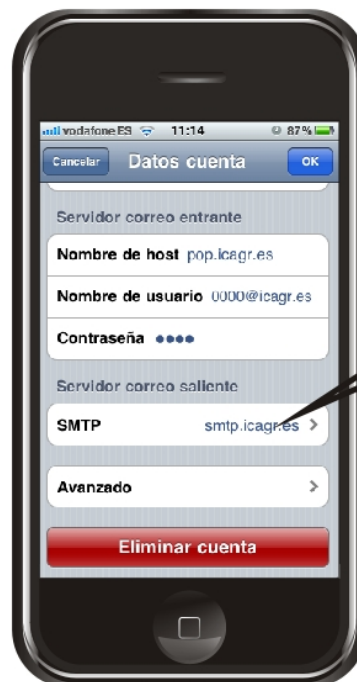 vodafone ES 11:14 87%
Cancelar Datos cuenta OK
Servidor correo entrante
Nombre de host pop.icagr.es
Nombre de usuario 0000@icagr.es
Contraseña ●●●●
Servidor correo saliente
SMTP smtp.icagr.es
Avanzado
Eliminar cuenta